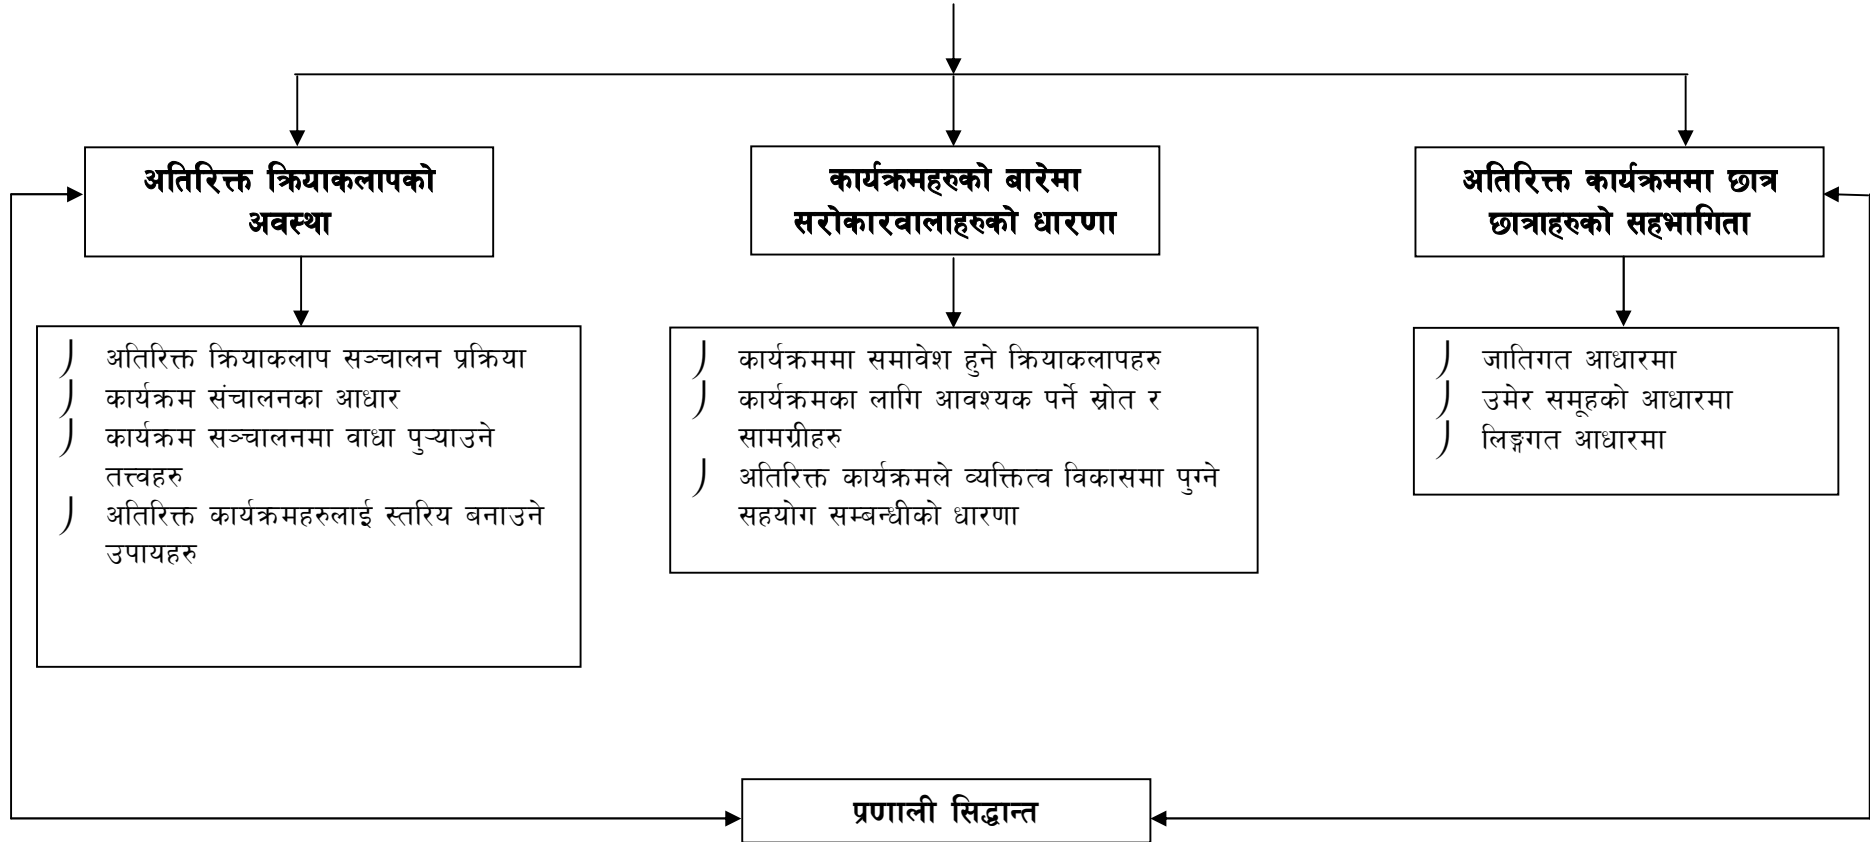 अतिरिक्त क्रियाकलापको
अवस्था
कार्यक्रमहरुको बारेमा
सरोकारवालाहरुको धारणा
अतिरिक्त कार्यक्रममा छात्र
छात्राहरुको सहभागिता
अतिरिक्त क्रियाकलाप सञ्चालन प्रक्रिया
कार्यक्रम संचालनका आधार
कार्यक्रम सञ्चालनमा वाधा पुऱ्याउने
तत्त्वहरु
अतिरिक्त कार्यक्रमहरुलाई स्तरिय बनाउने
उपायहरु
कार्यक्रममा समावेश हुने क्रियाकलापहरु
कार्यक्रमका लागि आवश्यक पर्ने स्रोत र
सामग्रीहरु
अतिरिक्त कार्यक्रमले व्यक्तित्व विकासमा पुग्ने
सहयोग सम्बन्धीको धारणा
जातिगत आधारमा
उमेर समूहको आधारमा
लिङ्गगत आधारमा
प्रणाली सिद्धान्त